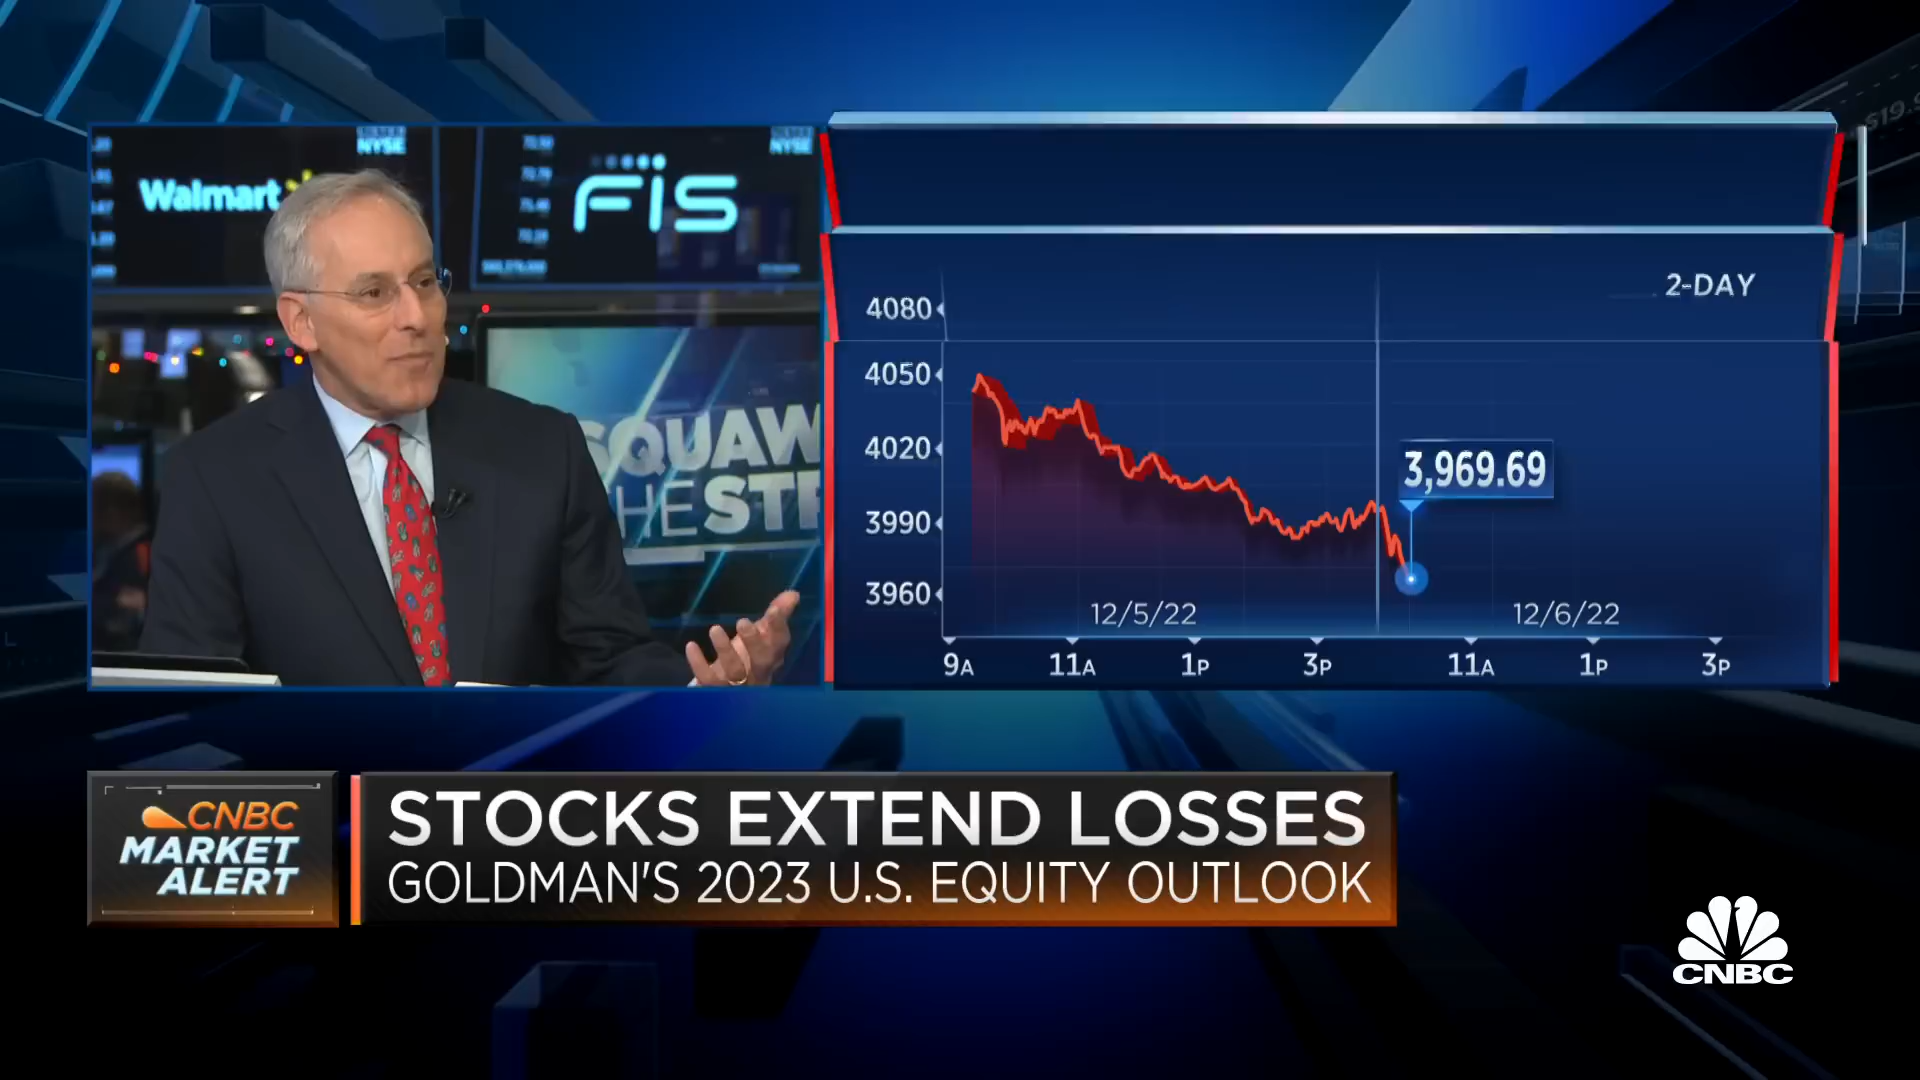 NYSE
NYSE
Walmart
FIS
SQUAW
HE STR
2-DAY
4080
4050
4020
3990
3960
3,969.69
12/5/22
12/6/22
9A 11A 1P 3P 11A 1P 3P
CNBC
MARKET
ALERT
STOCKS EXTEND LOSSES
GOLDMAN'S 2023 U.S. EQUITY OUTLOOK
CNBC